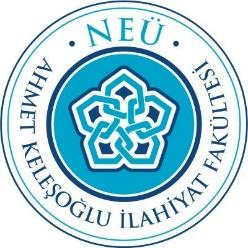 · NEÜ ·
AHMET KELEŞOĞLU İLAHİYAT FAKÜLTESİ